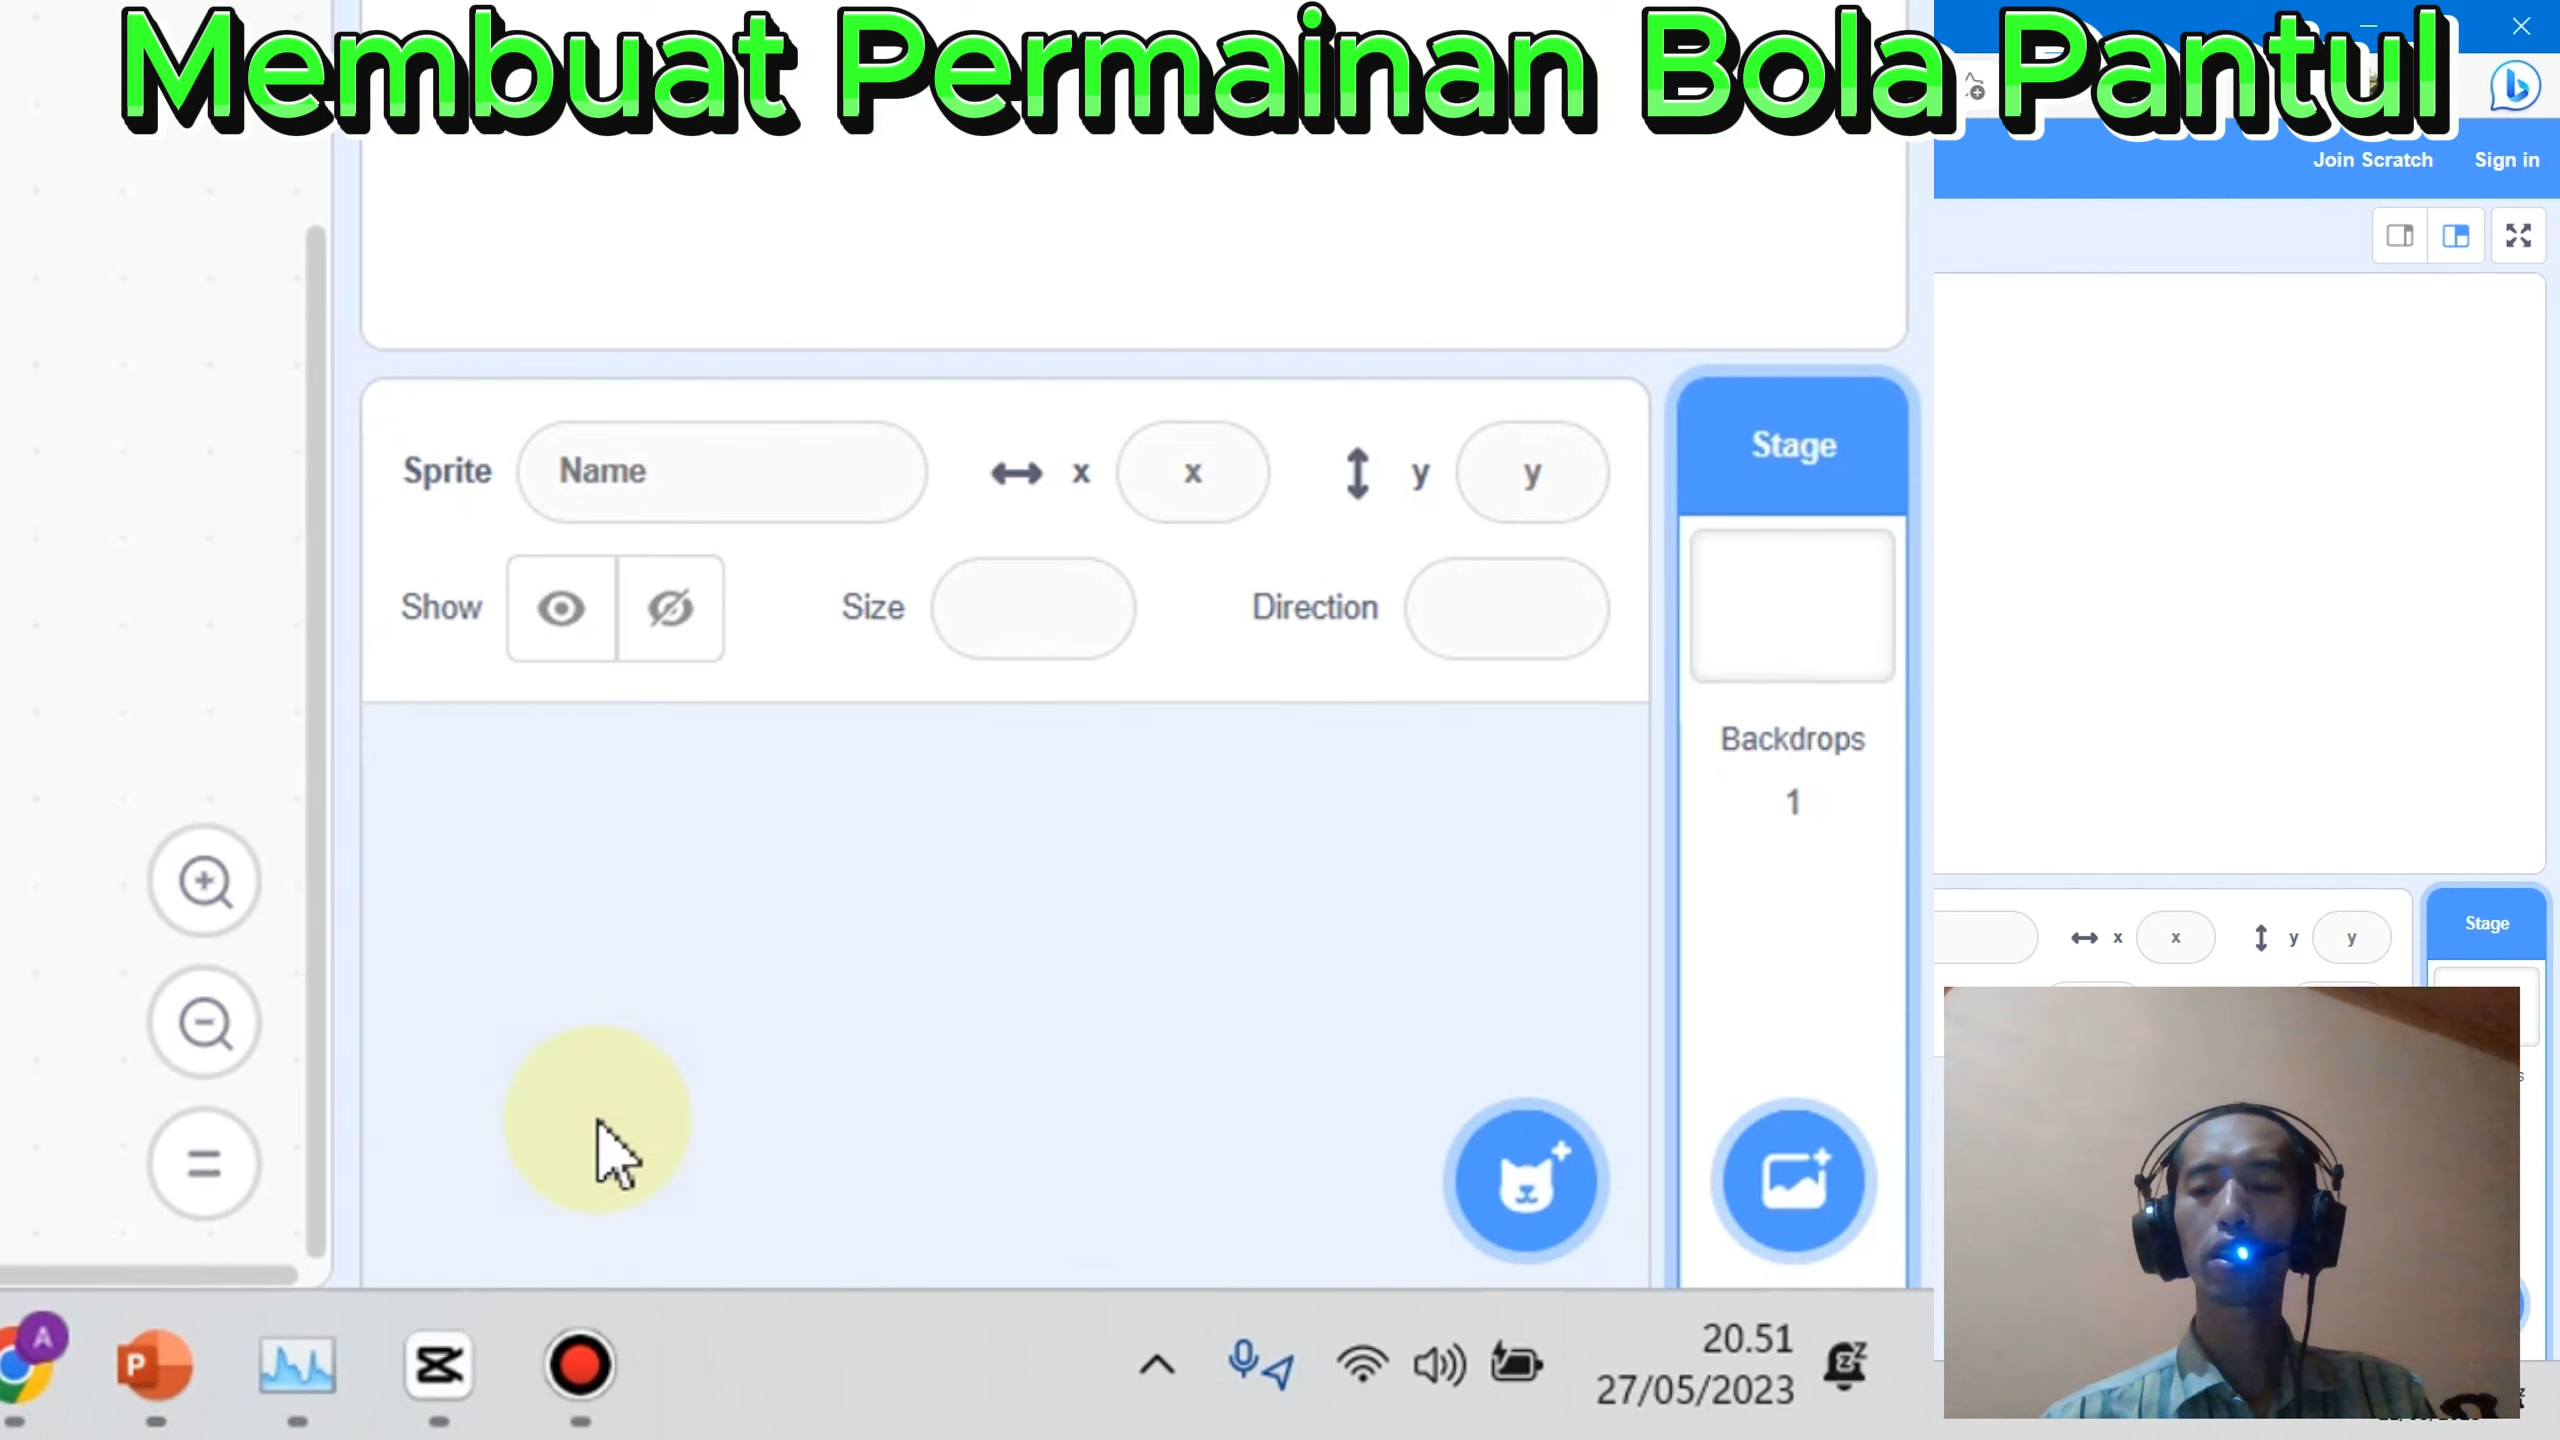 Membuat Permainan Bola Pantul
Join Scratch Sign in
Sprite Name x x y y
Show Size Direction
Stage
Backdrops
1
x x y y
Stage
A
P
20.51
27/05/2023